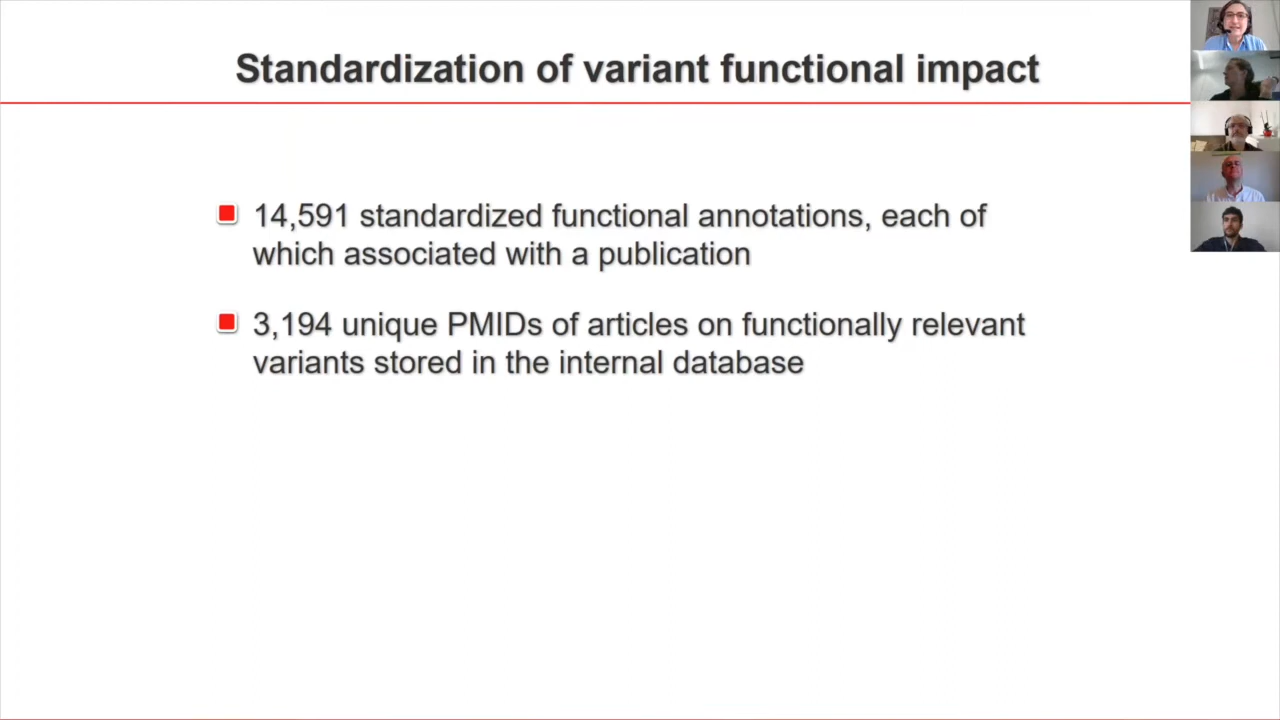 Standardization of variant functional impact
14,591 standardized functional annotations, each of
which associated with a publication
3,194 unique PMIDs of articles on functionally relevant
variants stored in the internal database